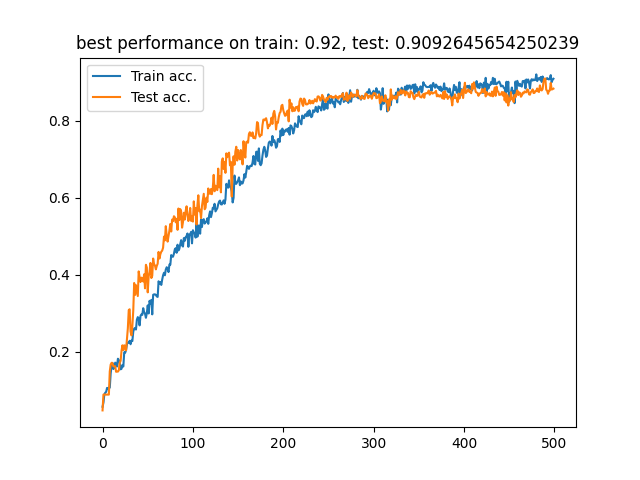 best performance on train: 0.92, test: 0.9092645654250239
Train acc.
Test acc.
0.8
0.6
0.4
0.2
0 100 200 300 400 500